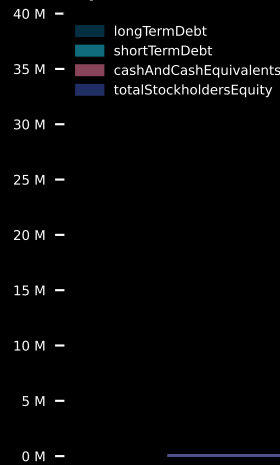 40 M
longTermDebt
shortTermDebt
35 M
cashAndCashEquivalents
totalStockholdersEquity
30 M
25 M
20 M
15 M
10 M
5 M
0 M